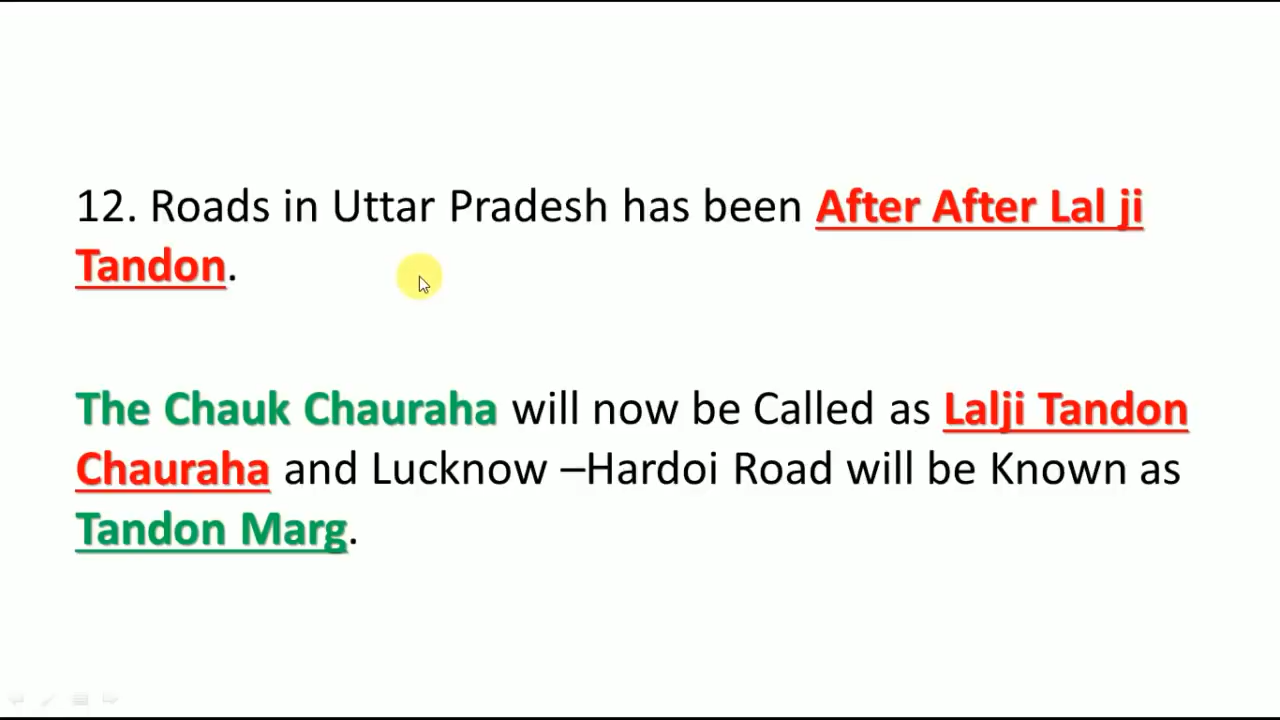 12. Roads in Uttar Pradesh has been After After Lal ji
Tandon.
The Chauk Chauraha will now be Called as Lalji Tandon
Chauraha and Lucknow –Hardoi Road will be Known as
Tandon Marg.